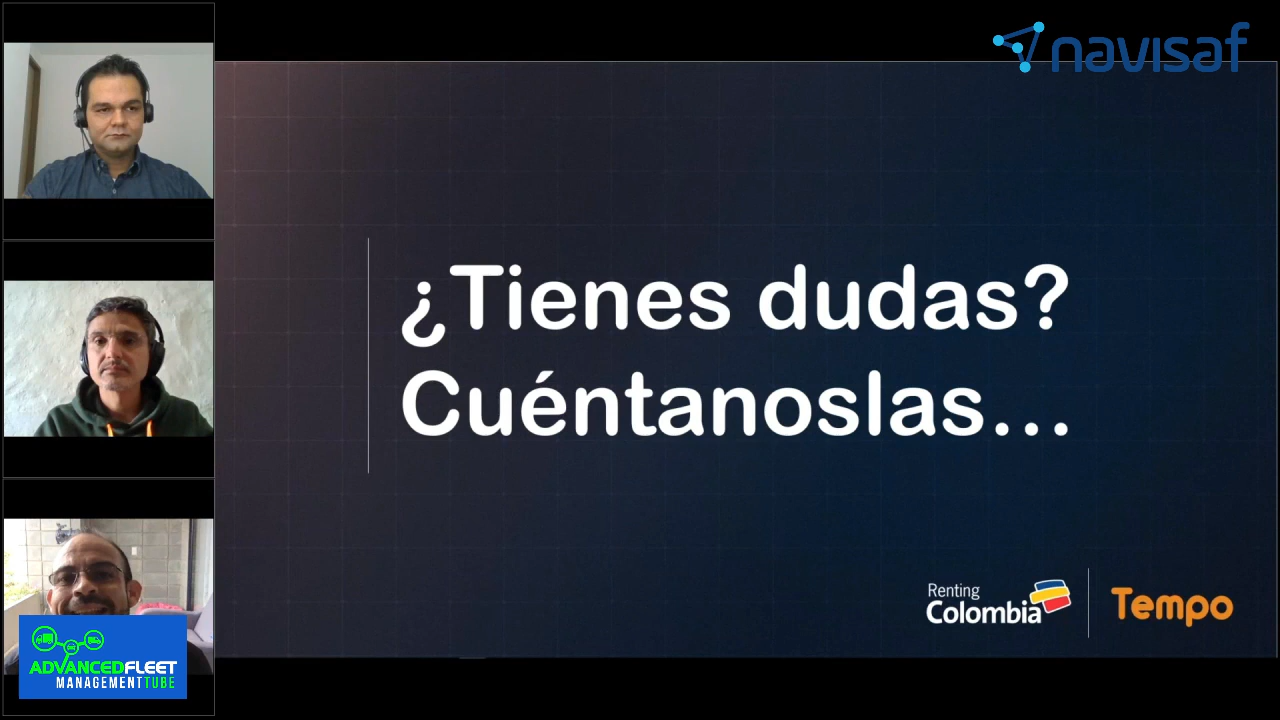 navisaf
¿Tienes dudas?
Cuéntanoslas...
Renting
Colombia
Tempo
ADVANCEDFLEET
MANAGEMENTTUBE